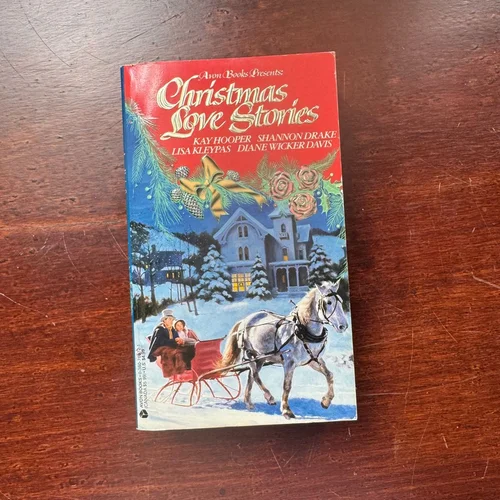 Avon Books Presents:
Christmas
Love Stories
KAY HOOPER SHANNON DRAKE
LISA KLEYPAS DIANE WICKER DAVIS